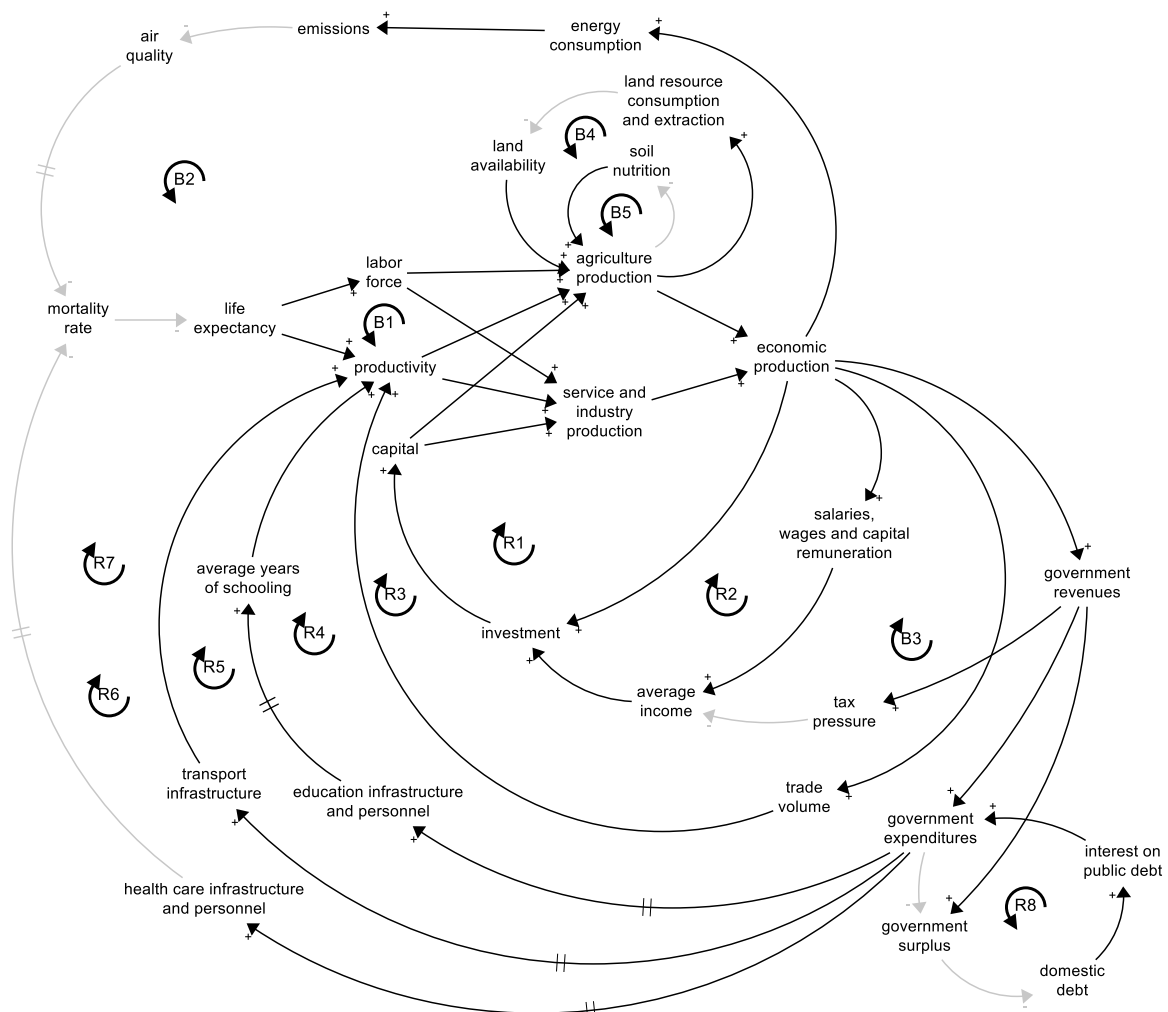 emissions
energy
consumption
air
quality
land resource
consumption
and extraction
B4
land
availability
soil
nutrition
B2
B5
agriculture
production
labor
force
mortality
rate
life
expectancy
B1
productivity
economic
production
service and
industry
production
capital
salaries,
wages and capital
remuneration
R1
R7
average years
of schooling
R3
R2
government
revenues
R4
investment
B3
R5
R6
average
income
tax
pressure
transport
infrastructure
education infrastructure
and personnel
trade
volume
government
expenditures
interest on
public debt
health care infrastructure
and personnel
R8
government
surplus
domestic
debt